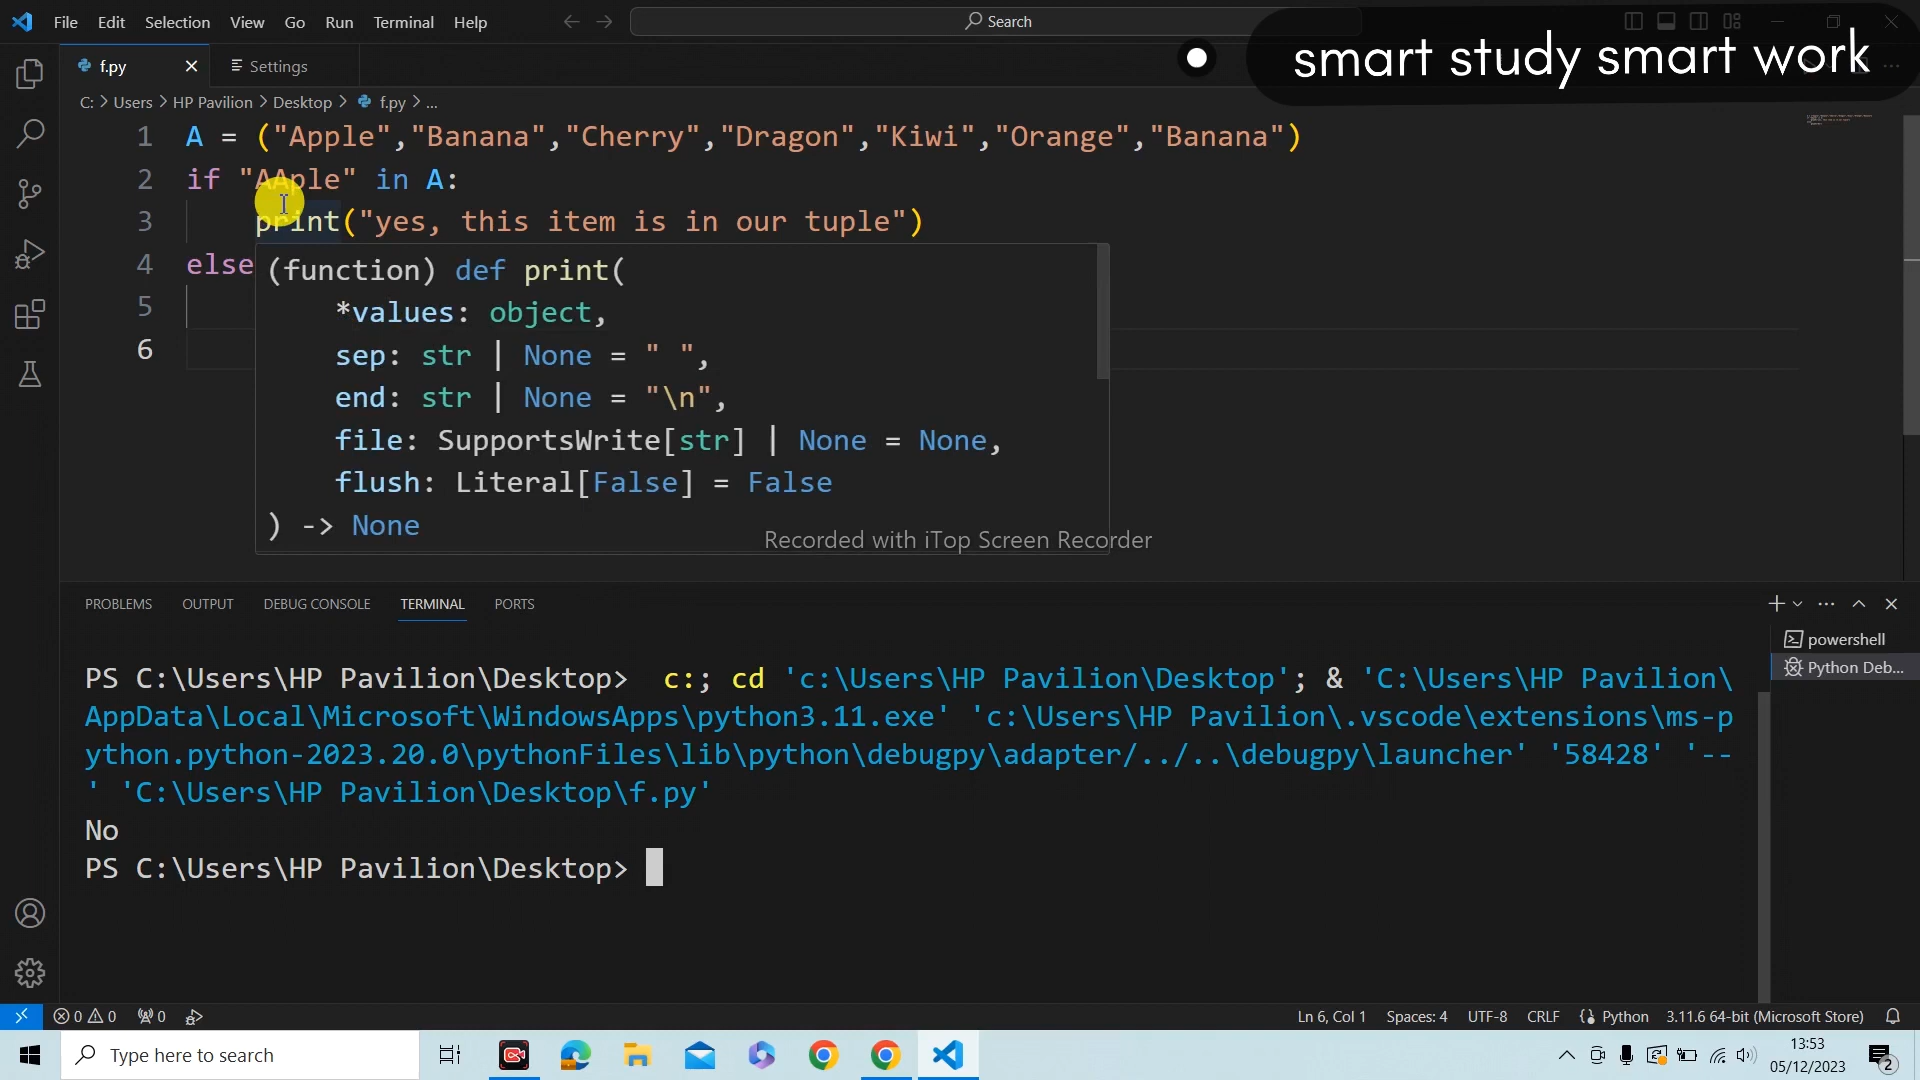 File Edit Selection View Go Run Terminal Help
Search
smart study smart work
f.py
Settings
C: > Users > HP Pavilion > Desktop > f.py > ...
1 A = ("Apple","Banana","Cherry","Dragon","Kiwi","Orange","Banana")
2 if "AAple" in A:
3 print("yes, this item is in our tuple")
4 else
5
6
(function) def print(
*values: object,
sep: str | None = " ",
end: str | None = "\n",
file: SupportsWrite[str] | None = None,
flush: Literal[False] = False
) -> None
Recorded with iTop Screen Recorder
PROBLEMS OUTPUT DEBUG CONSOLE TERMINAL PORTS
powershell
Python Deb...
PS C:\Users\HP Pavilion\Desktop>  c:; cd 'c:\Users\HP Pavilion\Desktop'; & 'C:\Users\HP Pavilion\
AppData\Local\Microsoft\WindowsApps\python3.11.exe' 'c:\Users\HP Pavilion\.vscode\extensions\ms-p
ython.python-2023.20.0\pythonFiles\lib\python\debugpy\adapter/../..\debugpy\launcher' '58428' '--
' 'C:\Users\HP Pavilion\Desktop\f.py'
No
PS C:\Users\HP Pavilion\Desktop>
0 0 0
Ln 6, Col 1 Spaces: 4 UTF-8 CRLF Python 3.11.6 64-bit (Microsoft Store)
Type here to search
13:53
05/12/2023
2